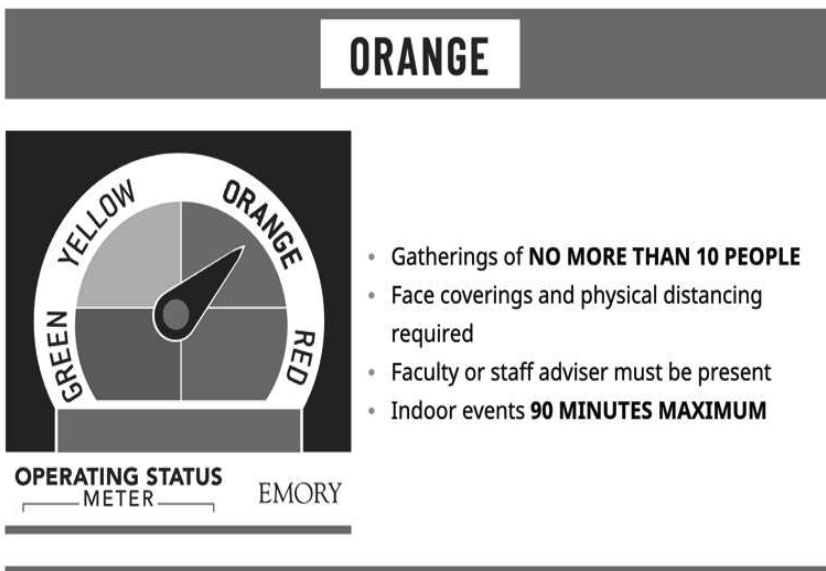 ORANGE
YELLOW
ORANGE
GREEN
RED
OPERATING STATUS
METER
EMORY
Gatherings of NO MORE THAN 10 PEOPLE
Face coverings and physical distancing
required
Faculty or staff adviser must be present
Indoor events 90 MINUTES MAXIMUM